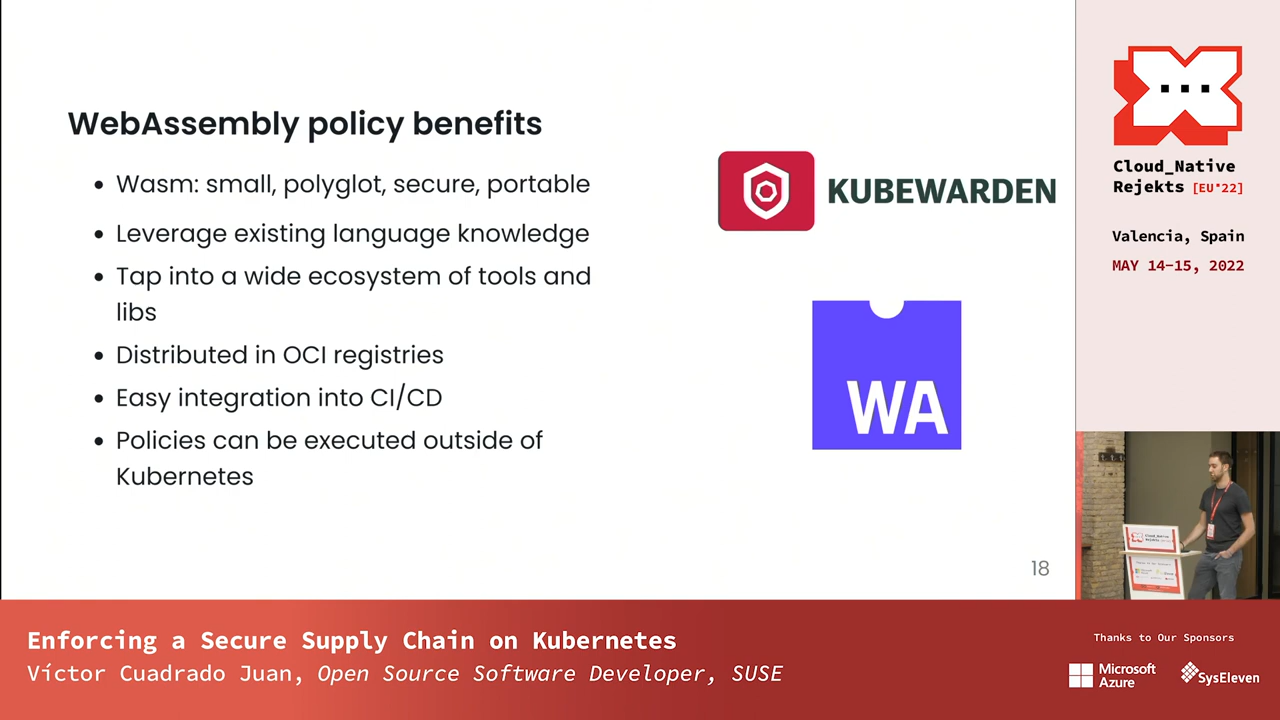 WebAssembly policy benefits
• Wasm: small, polyglot, secure, portable
• Leverage existing language knowledge
• Tap into a wide ecosystem of tools and
libs
• Distributed in OCI registries
• Easy integration into CI/CD
• Policies can be executed outside of
Kubernetes
KUBEWARDEN
WA
18
Cloud_Native
Rejekts [EU*22]
Valencia, Spain
MAY 14-15, 2022
Enforcing a Secure Supply Chain on Kubernetes
Víctor Cuadrado Juan, Open Source Software Developer, SUSE
Thanks to Our Sponsors
Microsoft
Azure
SysEleven